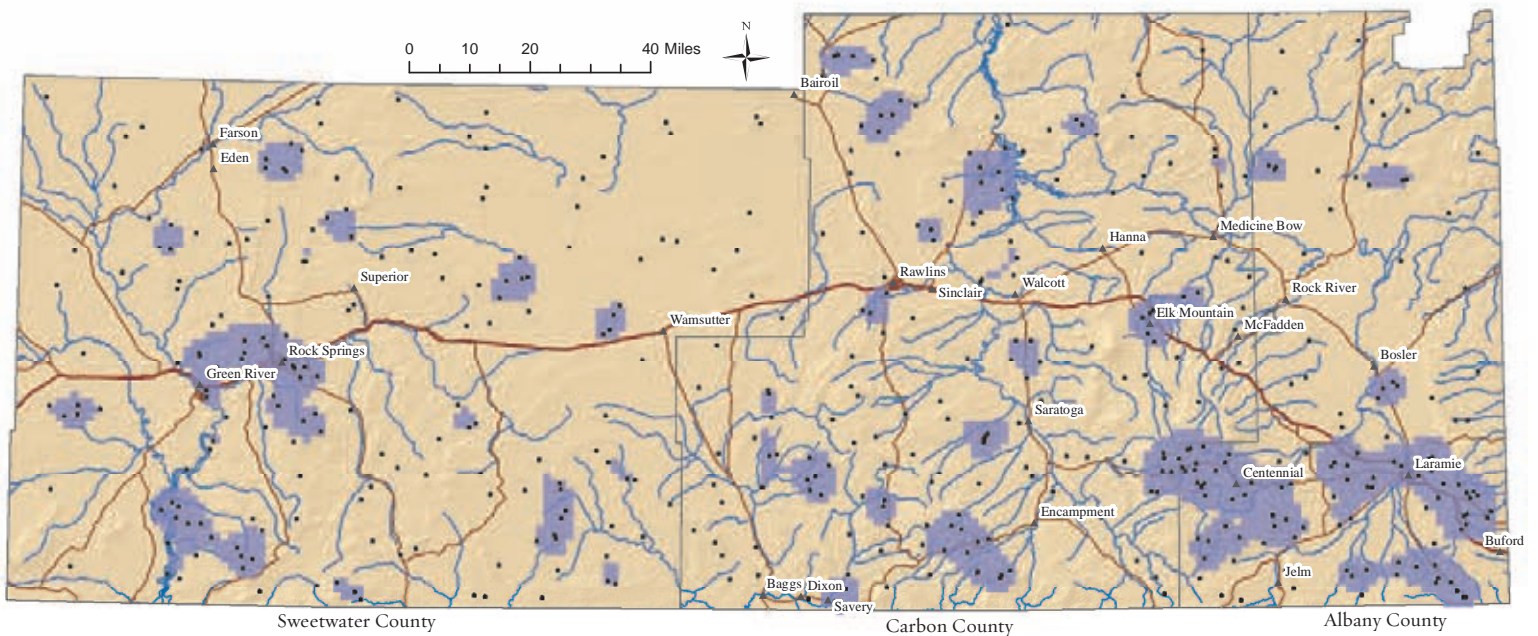 N
0 10 20 40 Miles
Bairoil
Farson
Eden
Medicine Bow
Hanna
Superior
Rawlins
Sinclair
Walcott
Rock River
Elk Mountain
McFadden
Wamsutter
Rock Springs
Bosler
Green River
Saratoga
Centennial
Laramie
Encampment
Buford
Jelm
Baggs
Dixon
Savery
Sweetwater County
Carbon County
Albany County